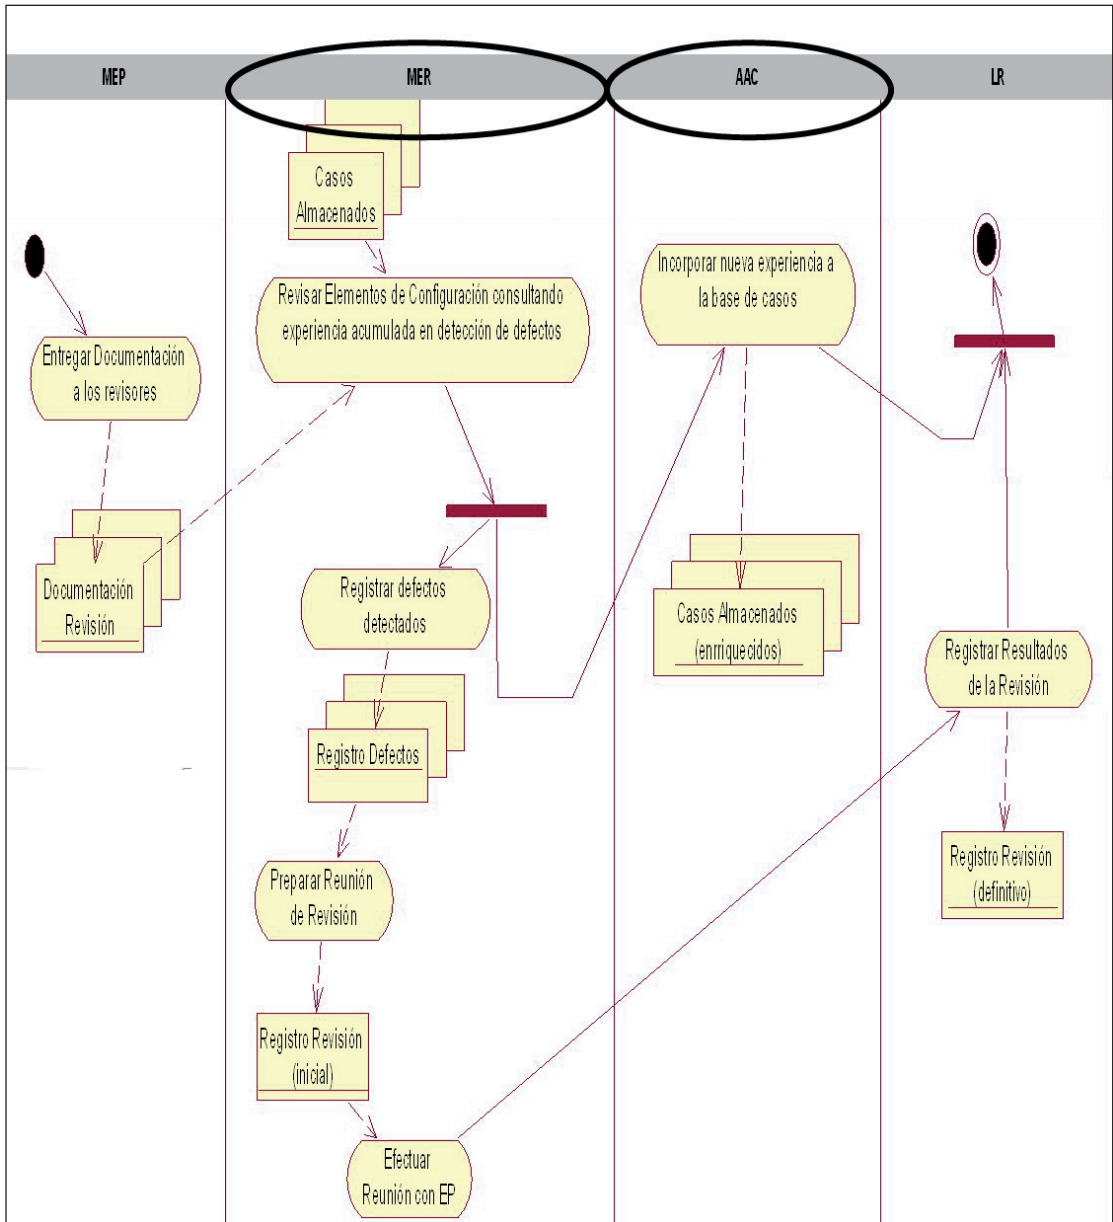 MEP
MER
AAC
LR
Casos
Almacenados
Incorporar nueva experiencia a
la base de casos
Revisar Elementos de Configuración consultando
experiencia acumulada en detección de defectos
Entregar Documentación
a los revisores
Documentación
Revisión
Registrar defectos
detectados
Casos Almacenados
(enrriquecidos)
Registrar Resultados
de la Revisión
Registro Defectos
Registro Revisión
(definitivo)
Preparar Reunión
de Revisión
Registro Revisión
(inicial)
Efectuar
Reunión con EP